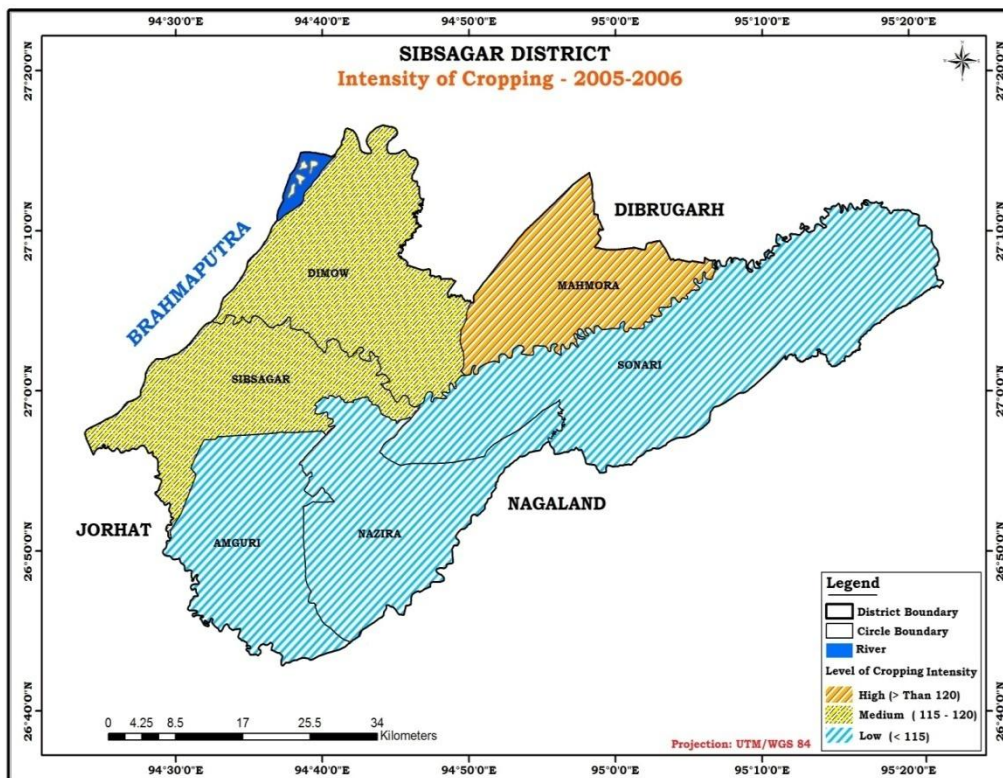 94°30'0"E 94°40'0"E 94°50'0"E 95°0'0"E 95°10'0"E 95°20'0"E
SIBSAGAR DISTRICT
Intensity of Cropping - 2005-2006
27°20'0"N
27°20'0"N
BRAHMAPUTRA
DIBRUGARH
27°10'0"N
27°10'0"N
DIMOW
MAHMORA
SONARI
SIBSAGAR
27°0'0"N
27°0'0"N
NAGALAND
JORHAT
NAZIRA
AMGURI
26°50'0"N
26°50'0"N
Legend
District Boundary
Circle Boundary
River
Level of Cropping Intensity
High (> Than 120)
Medium ( 115 - 120)
Low (< 115)
26°40'0"N
26°40'0"N
0 4.25 8.5 17 25.5 34
Kilometers
Projection: UTM/WGS 84
94°30'0"E 94°40'0"E 94°50'0"E 95°0'0"E 95°10'0"E 95°20'0"E